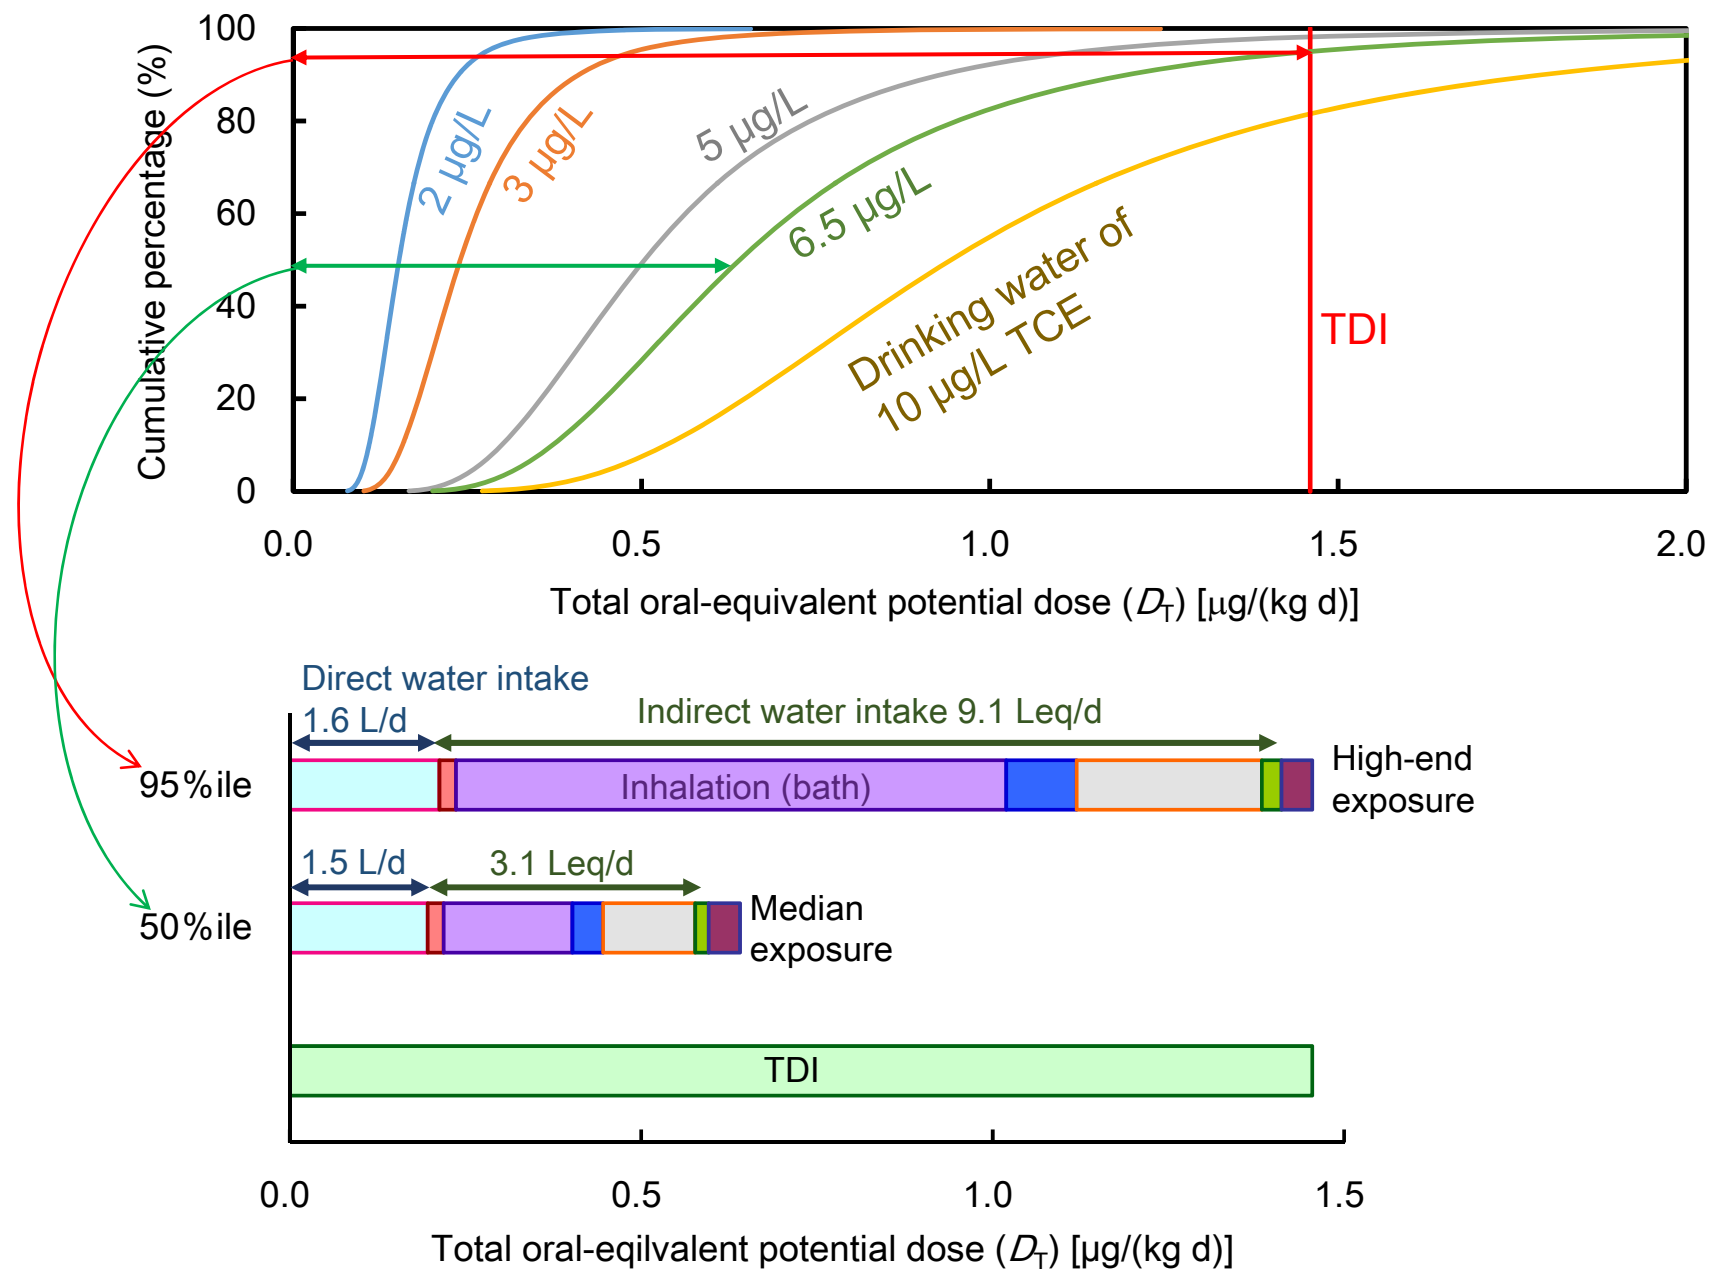 Cumulative percentage (%)
100
80
60
40
20
0
2 µg/L
3 µg/L
5 µg/L
6.5 µg/L
Drinking water of
10 µg/L TCE
TDI
0.0
0.5
1.0
1.5
2.0
Total oral-equivalent potential dose (D_T) [µg/(kg d)]
Direct water intake
1.6 L/d
Indirect water intake 9.1 Leq/d
95%ile
Inhalation (bath)
High-end
exposure
1.5 L/d
3.1 Leq/d
50%ile
Median
exposure
TDI
0.0
0.5
1.0
1.5
Total oral-eqilvalent potential dose (D_T) [µg/(kg d)]